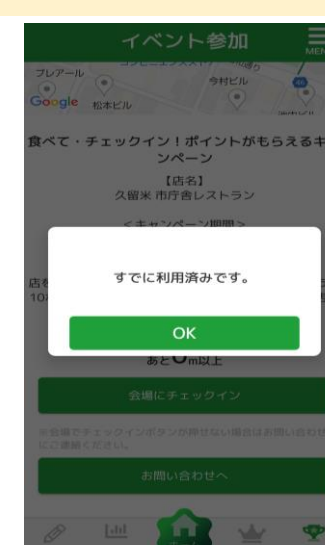 イベント参加
プレアール
今村ビル
Google
松本ビル
食べて・チェックイン！ポイントがもらえるキ
ンペーン
【店名】
久留米 市庁舎レストラン
＜キャンペーン期間＞
すでに利用済みです。
OK
あと0m以上
会場にチェックイン
※会場でチェックインボタンが押せない場合はお問い合わせ
にご連絡ください。
お問い合わせへ